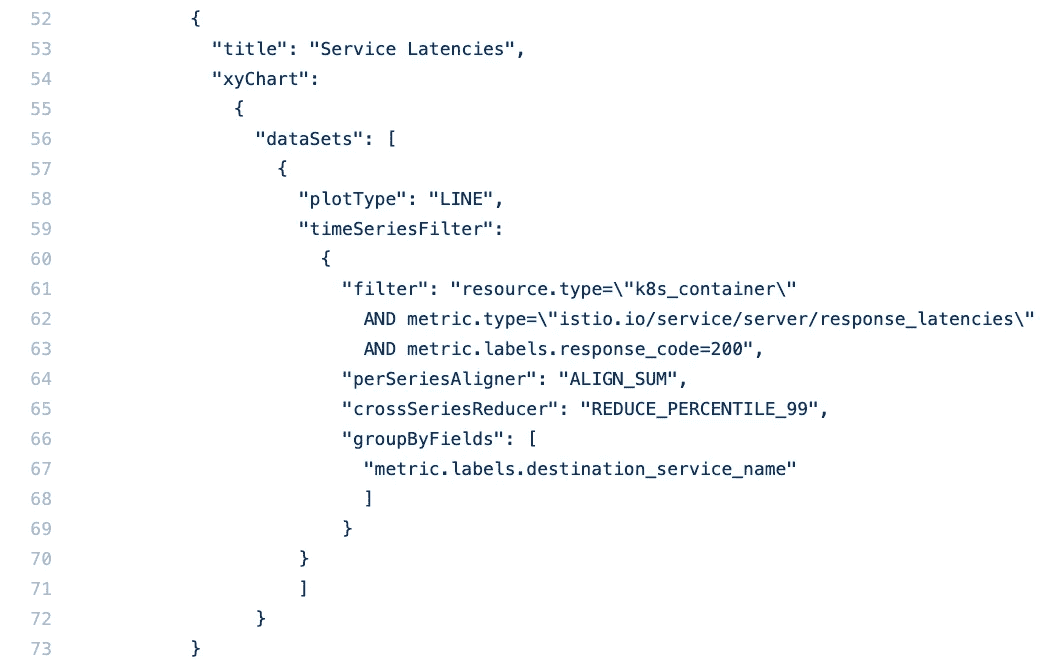 52 {
53 "title": "Service Latencies",
54 "xyChart":
55 {
56 "dataSets": [
57 {
58 "plotType": "LINE",
59 "timeSeriesFilter":
60 {
61 "filter": "resource.type=\"k8s_container\"
62 AND metric.type=\"istio.io/service/server/response_latencies\"
63 AND metric.labels.response_code=200",
64 "perSeriesAligner": "ALIGN_SUM",
65 "crossSeriesReducer": "REDUCE_PERCENTILE_99",
66 "groupByFields": [
67 "metric.labels.destination_service_name"
68 ]
69 }
70 }
71 ]
72 }
73 }